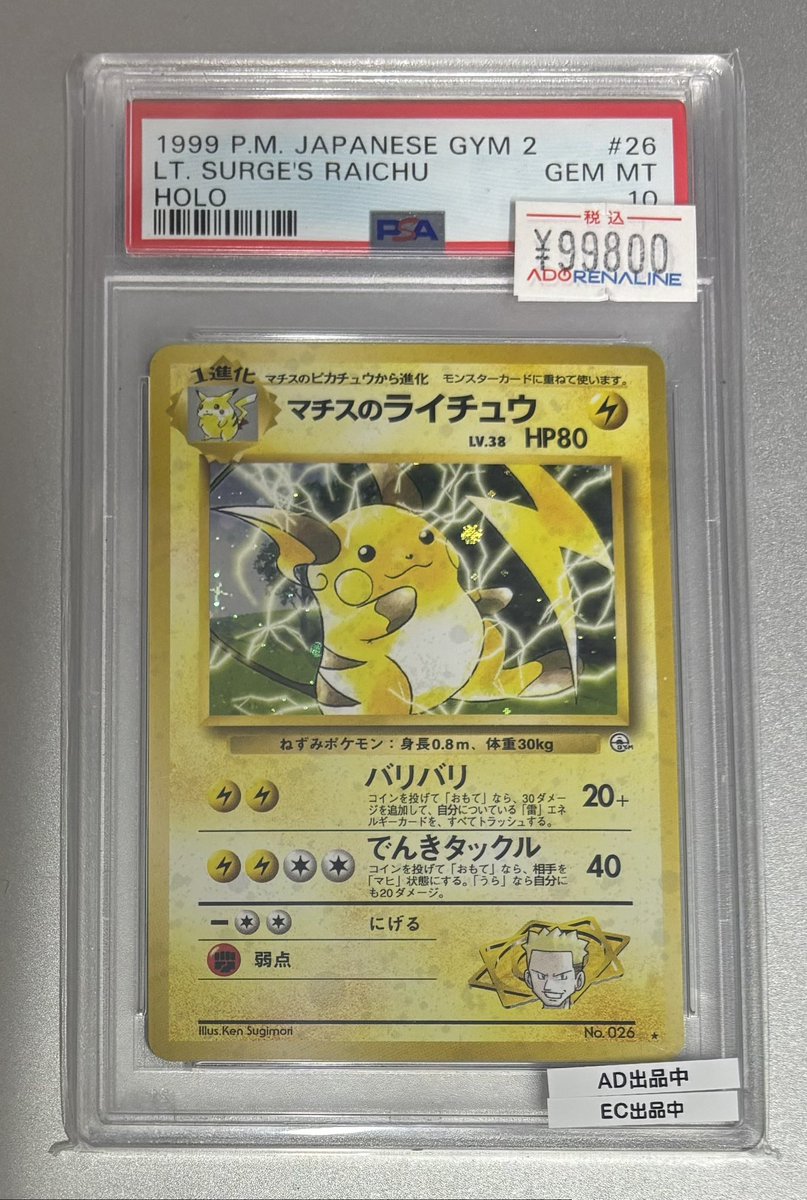 1999 P.M. JAPANESE GYM 2 #26
LT. SURGE'S RAICHU GEM MT
HOLO 10
PSA
税込
¥99800
ADORENALINE
1進化 マチスのピカチュウから進化 モンスターカードに重ねて使います。
マチスのライチュウ
LV.38 HP80
ねずみポケモン：身長0.8m、体重30kg
GYM
バリバリ
コインを投げて「おもて」なら、30ダメー
ジを追加して、自分についている「雷」エネ
ルギーカードを、すべてトラッシュする。
20+
でんきタックル
コインを投げて「おもて」なら、相手を
「マヒ」状態にする。「うら」なら自分に
も20ダメージ。
40
にげる
弱点
Illus.Ken Sugimori No.026 ★
AD出品中
EC出品中